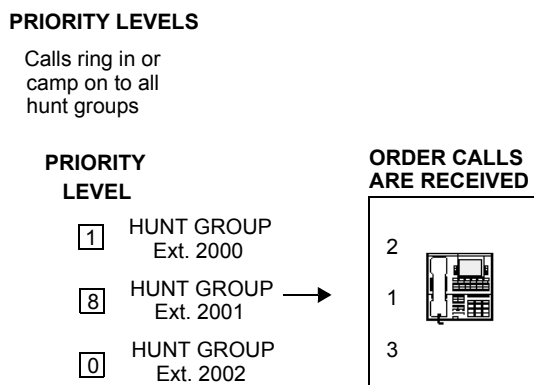 PRIORITY LEVELS
Calls ring in or
camp on to all
hunt groups
PRIORITY
LEVEL
ORDER CALLS
ARE RECEIVED
1 HUNT GROUP
Ext. 2000
2
8 HUNT GROUP
Ext. 2001
1
0 HUNT GROUP
Ext. 2002
3